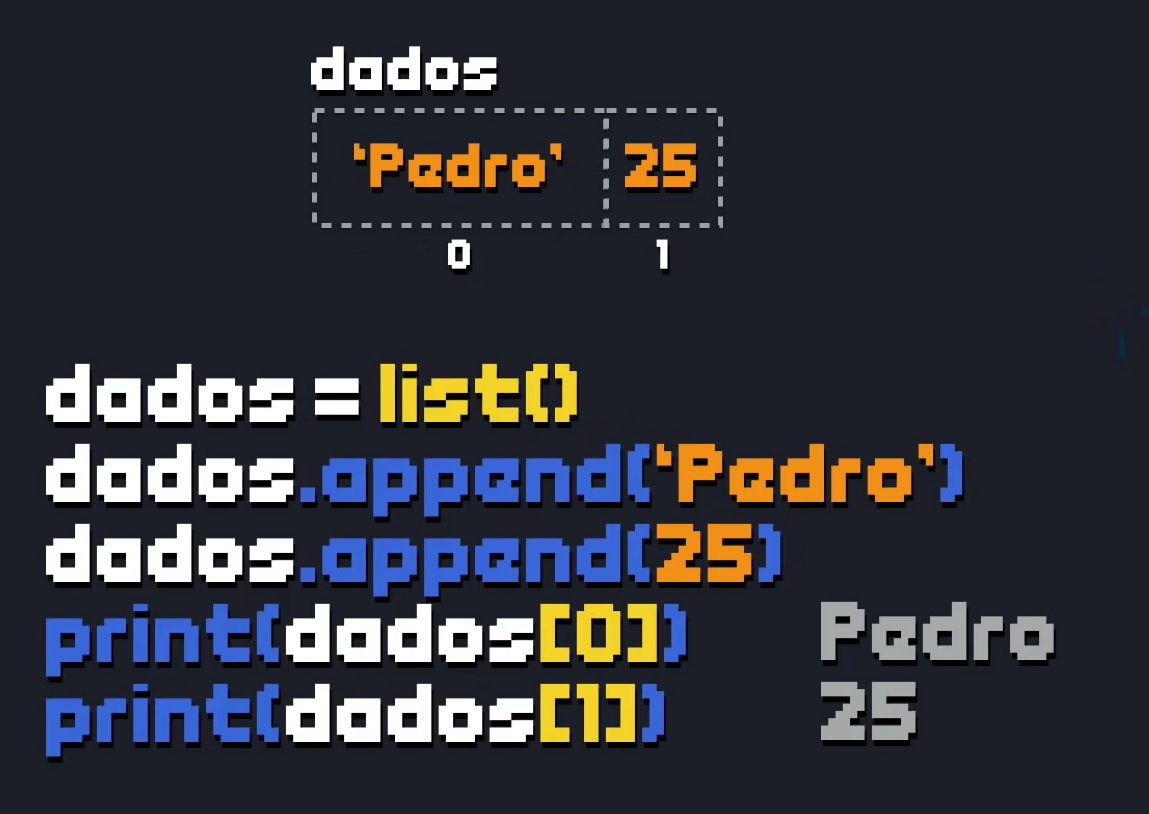 dados
‘Pedro’ 25
0 1
dados = list()
dados.append(‘Pedro’)
dados.append(25)
print(dados[0]) Pedro
print(dados[1]) 25